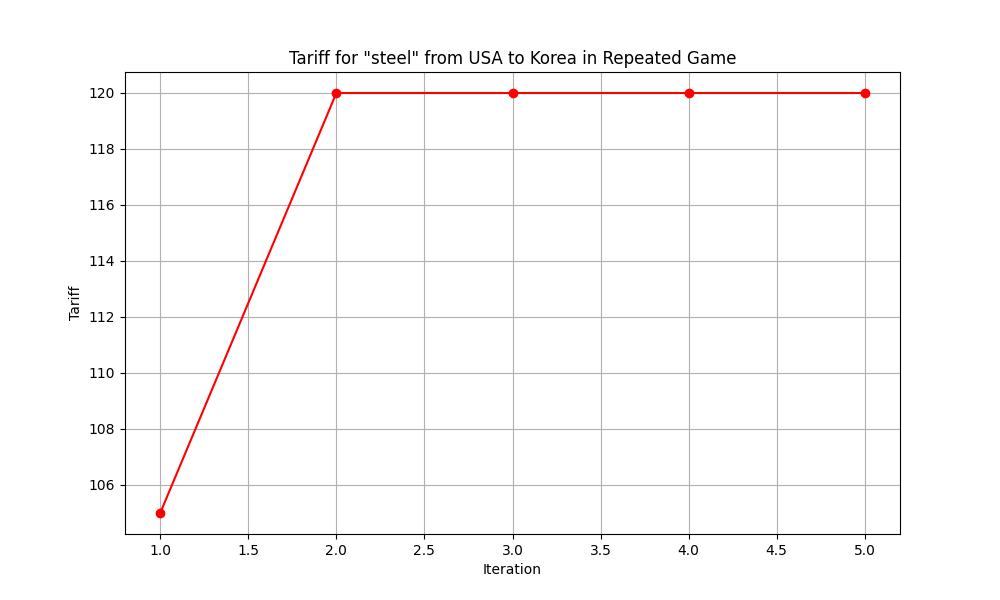 Tariff for "steel" from USA to Korea in Repeated Game
Tariff
120
118
116
114
112
110
108
106
1.0 1.5 2.0 2.5 3.0 3.5 4.0 4.5 5.0
Iteration